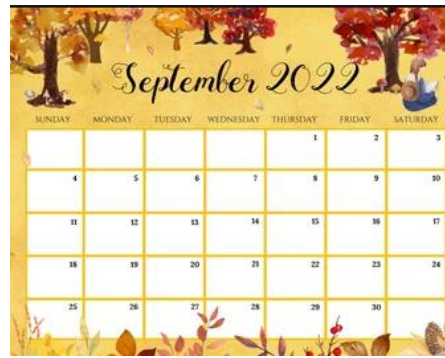 September 2022
SUNDAY MONDAY TUESDAY WEDNESDAY THURSDAY FRIDAY SATURDAY
1 2 3
4 5 6 7 8 9 10
11 12 13 14 15 16 17
18 19 20 21 22 23 24
25 26 27 28 29 30